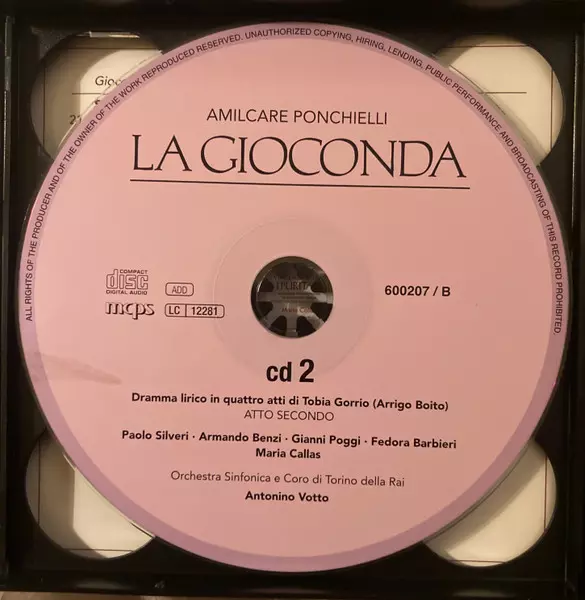 ALL RIGHTS OF THE PRODUCER AND OF THE OWNER OF THE WORK REPRODUCED RESERVED. UNAUTHORIZED COPYING, HIRING, LENDING, PUBLIC PERFORMANCE AND BROADCASTING OF THIS RECORD PROHIBITED
AMILCARE PONCHIELLI
LA GIOCONDA
COMPACT
disc
DIGITAL AUDIO
ADD
mcps
LC 12281
600207 / B
cd 2
Dramma lirico in quattro atti di Tobia Gorrio (Arrigo Boito)
ATTO SECONDO
Paolo Silveri · Armando Benzi · Gianni Poggi · Fedora Barbieri
Maria Callas
Orchestra Sinfonica e Coro di Torino della Rai
Antonino Votto